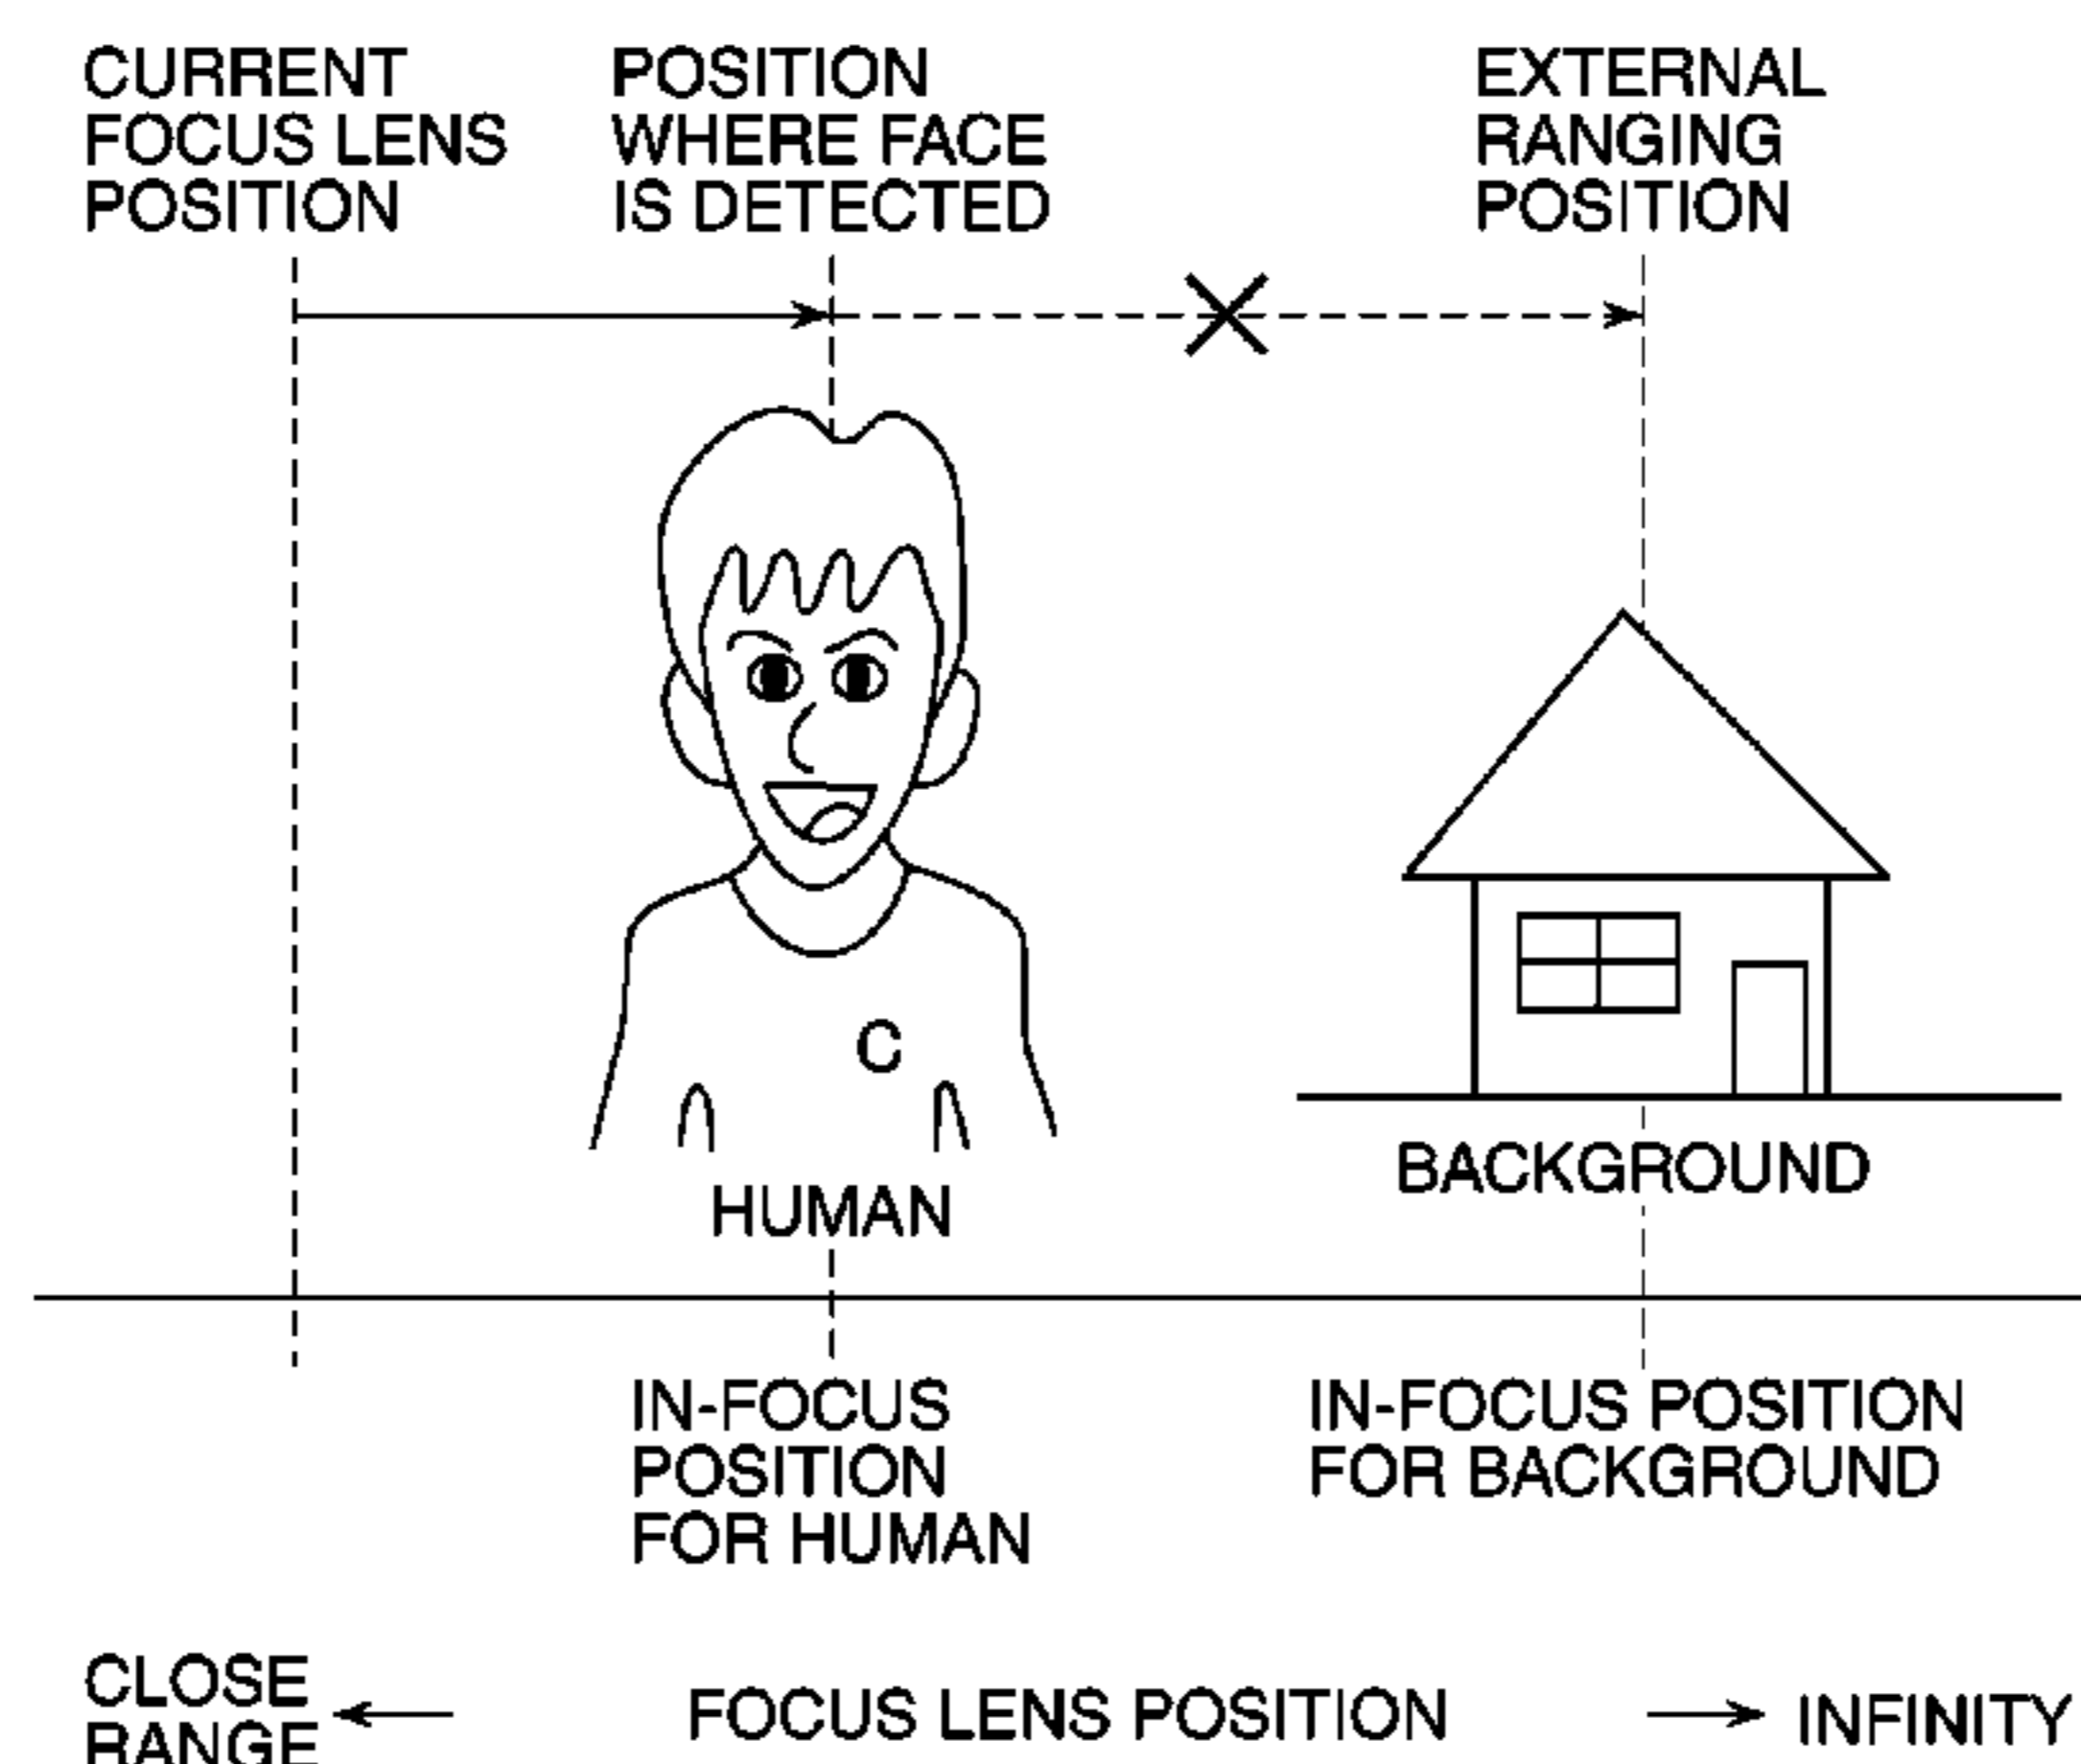 CURRENT
FOCUS LENS
POSITION
POSITION
WHERE FACE
IS DETECTED
EXTERNAL
RANGING
POSITION
C
HUMAN
BACKGROUND
IN-FOCUS
POSITION
FOR HUMAN
IN-FOCUS POSITION
FOR BACKGROUND
CLOSE
RANGE
FOCUS LENS POSITION
INFINITY